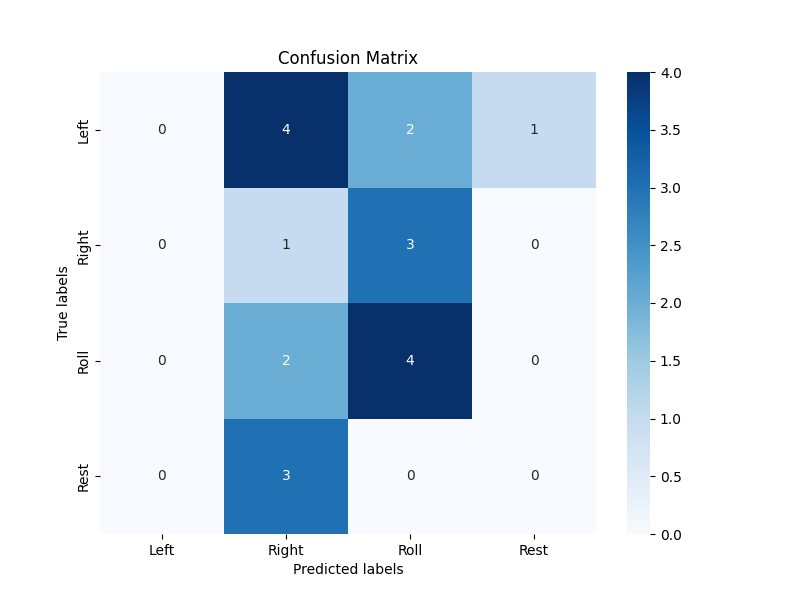 Confusion Matrix
True labels
Left 0 4 2 1
Right 0 1 3 0
Roll 0 2 4 0
Rest 0 3 0 0
Left Right Roll Rest
Predicted labels
4.0
3.5
3.0
2.5
2.0
1.5
1.0
0.5
0.0